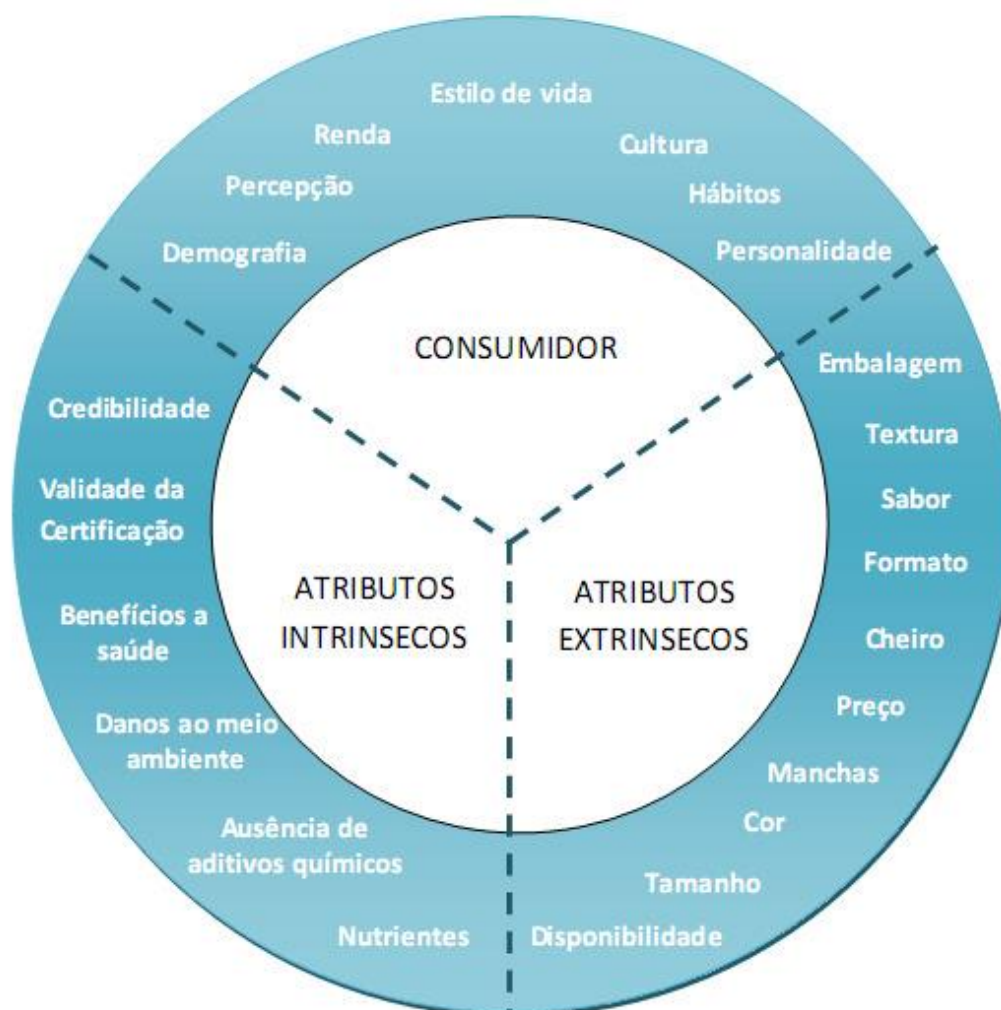 Estilo de vida
Renda
Cultura
Percepção
Hábitos
Demografia
Personalidade
CONSUMIDOR
Embalagem
Credibilidade
Textura
Validade da
Certificação
Sabor
Formato
ATRIBUTOS
INTRINSECOS
ATRIBUTOS
EXTRINSECOS
Benefícios a
saúde
Cheiro
Danos ao meio
ambiente
Preço
Manchas
Ausência de
aditivos químicos
Cor
Tamanho
Nutrientes
Disponibilidade